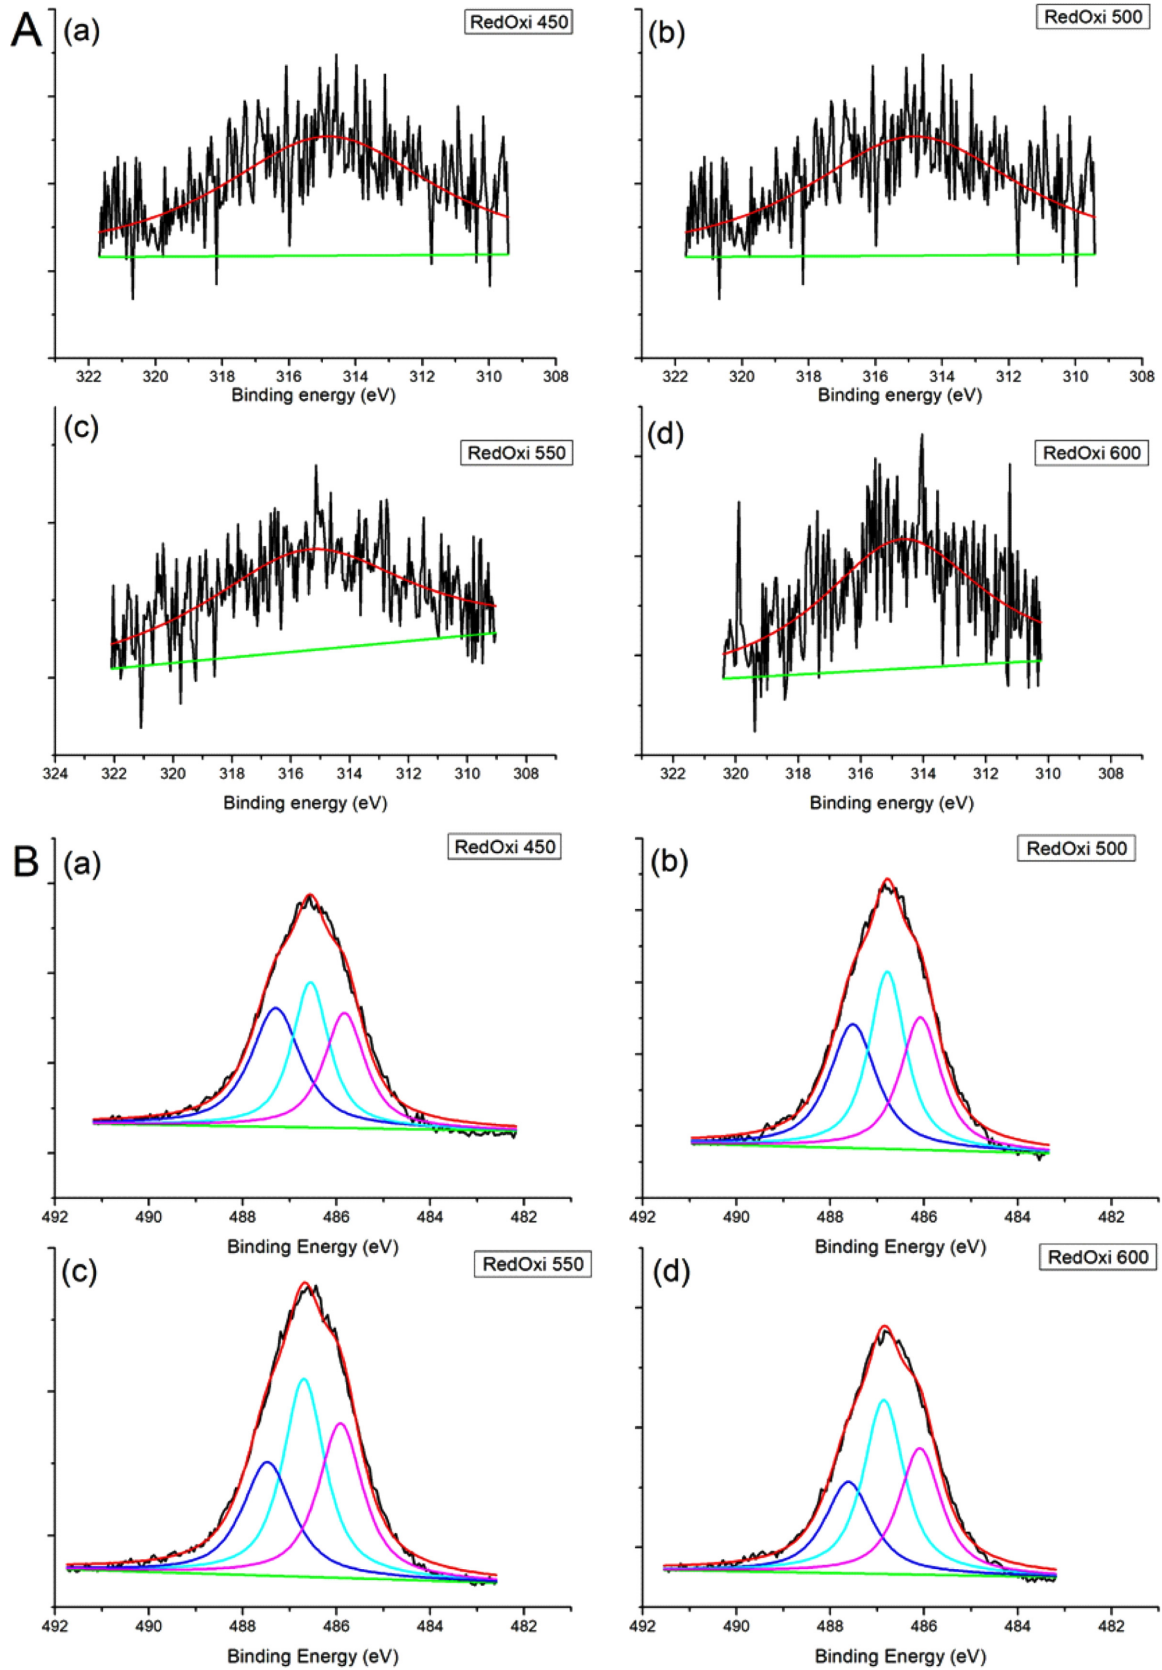 A (a) RedOxi 450
322 320 318 316 314 312 310 308
Binding energy (eV)
(b) RedOxi 500
322 320 318 316 314 312 310 308
Binding energy (eV)
(c) RedOxi 550
324 322 320 318 316 314 312 310 308
Binding energy (eV)
(d) RedOxi 600
322 320 318 316 314 312 310 308
Binding energy (eV)
B (a) RedOxi 450
492 490 488 486 484 482
Binding Energy (eV)
(b) RedOxi 500
492 490 488 486 484 482
Binding Energy (eV)
(c) RedOxi 550
492 490 488 486 484 482
Binding Energy (eV)
(d) RedOxi 600
492 490 488 486 484 482
Binding Energy (eV)